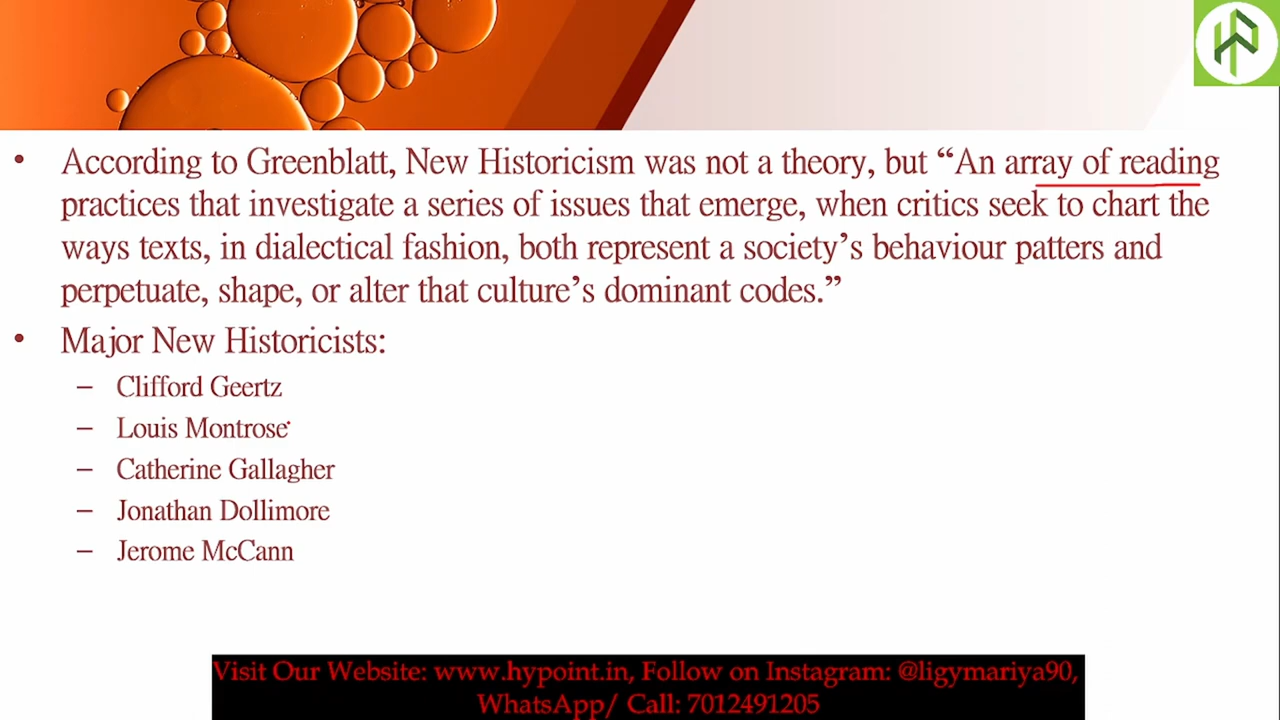 • According to Greenblatt, New Historicism was not a theory, but “An array of reading
practices that investigate a series of issues that emerge, when critics seek to chart the
ways texts, in dialectical fashion, both represent a society’s behaviour patters and
perpetuate, shape, or alter that culture’s dominant codes.”
• Major New Historicists:
– Clifford Geertz
– Louis Montrose
– Catherine Gallagher
– Jonathan Dollimore
– Jerome McCann
Visit Our Website: www.hypoint.in, Follow on Instagram: @ligymariya90,
WhatsApp/ Call: 7012491205